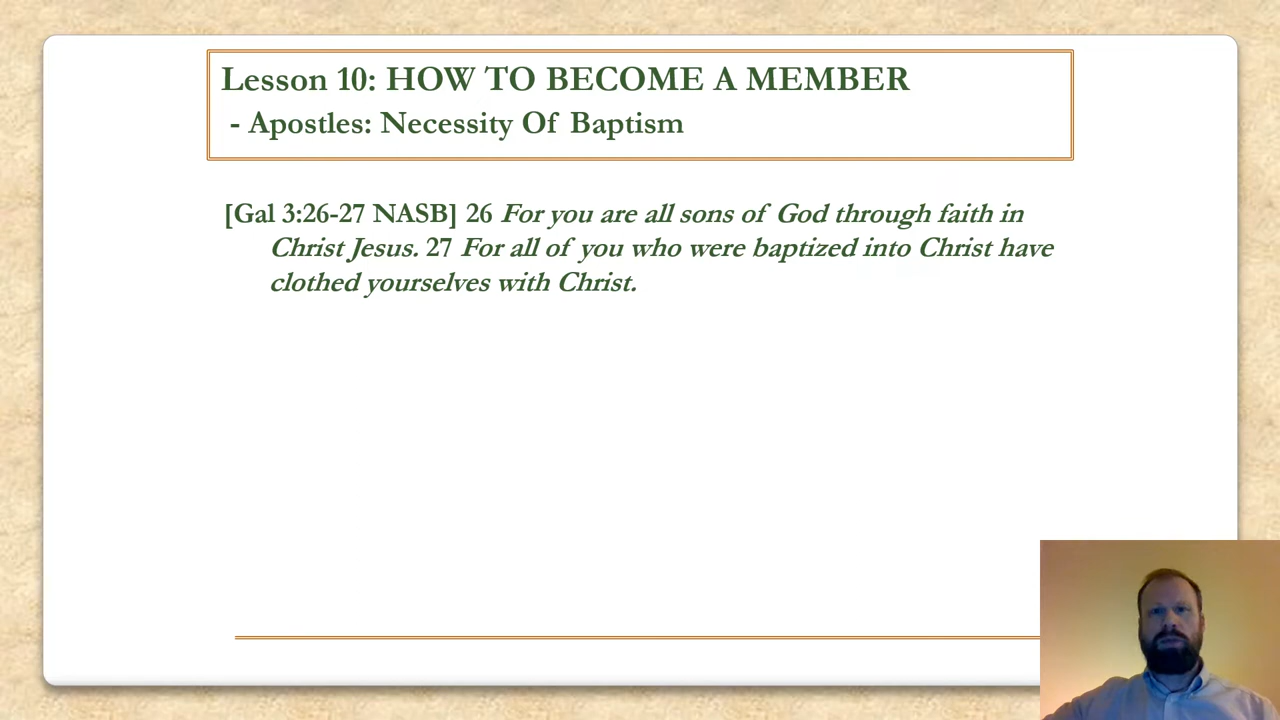 Lesson 10: HOW TO BECOME A MEMBER
- Apostles: Necessity Of Baptism
[Gal 3:26-27 NASB] 26 For you are all sons of God through faith in
Christ Jesus. 27 For all of you who were baptized into Christ have
clothed yourselves with Christ.